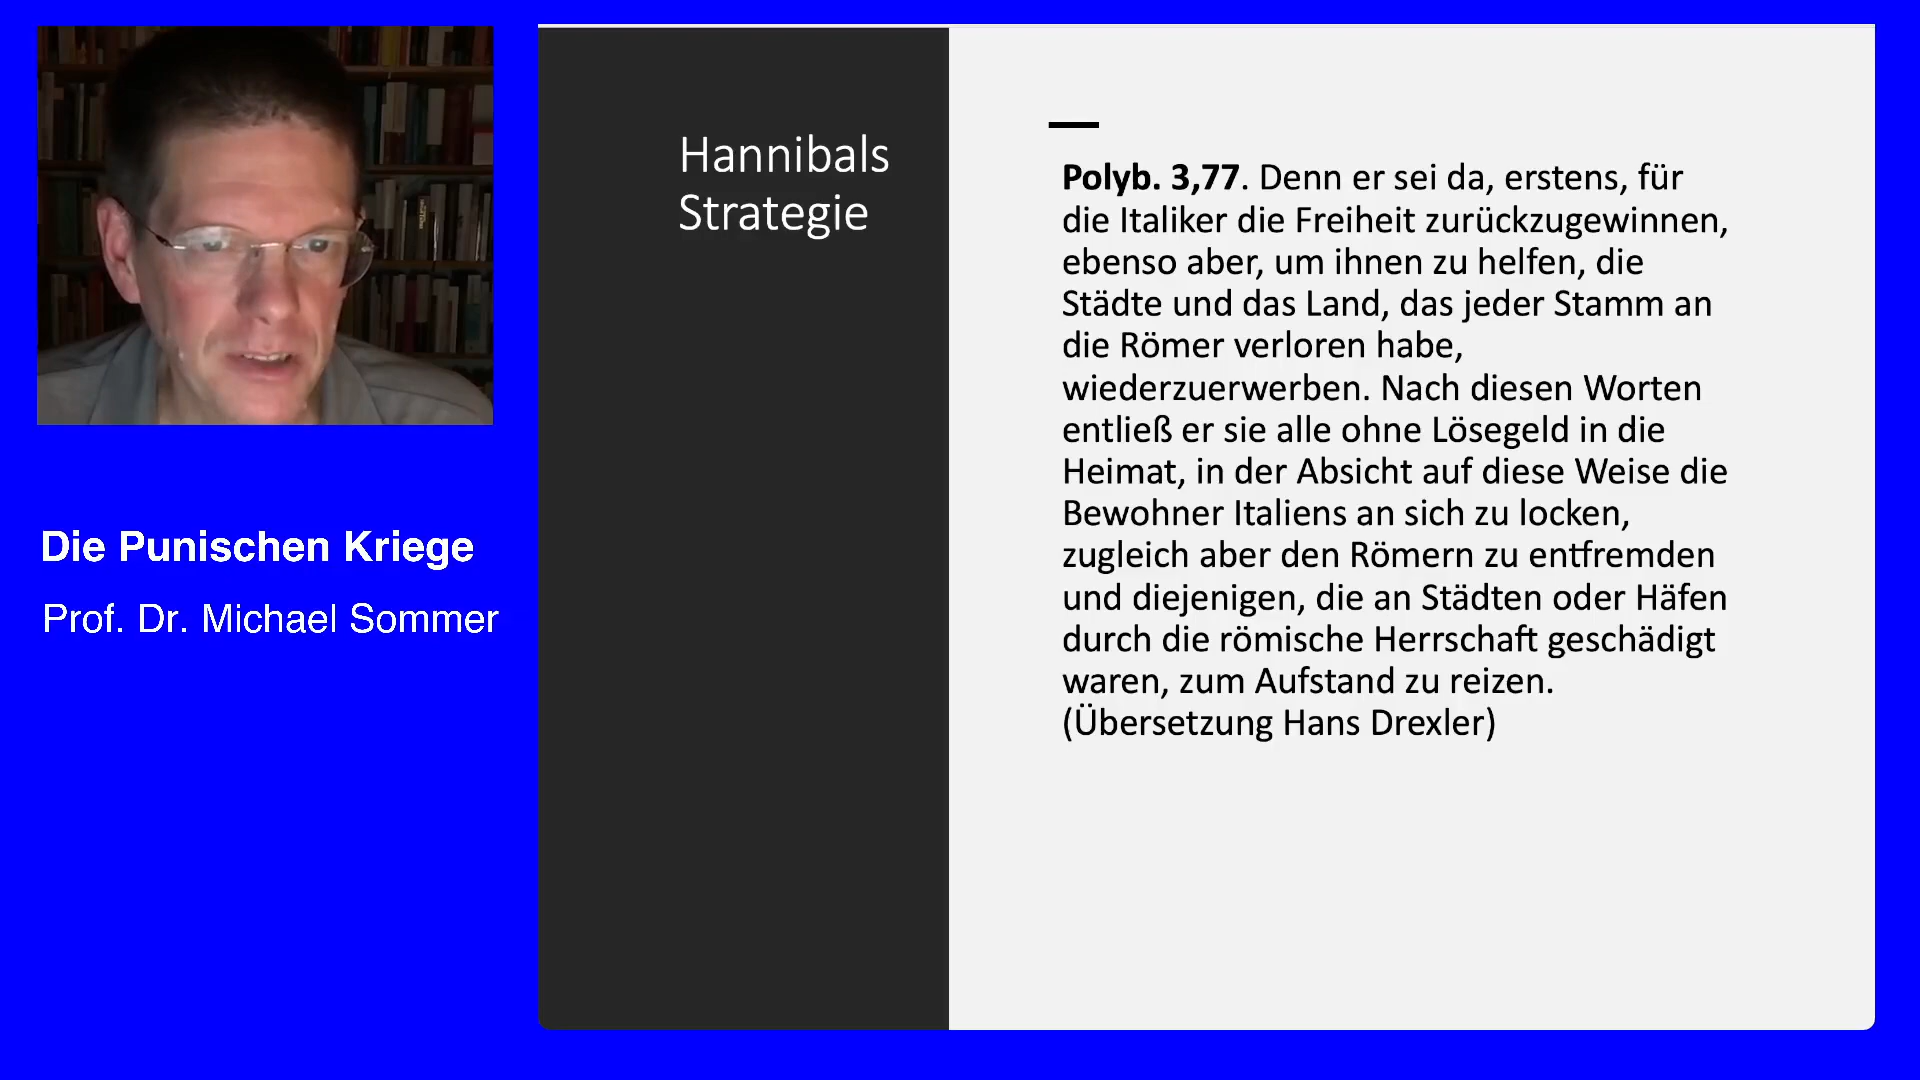 Die Punischen Kriege
Prof. Dr. Michael Sommer
Hannibals
Strategie
Polyb. 3,77. Denn er sei da, erstens, für
die Italiker die Freiheit zurückzugewinnen,
ebenso aber, um ihnen zu helfen, die
Städte und das Land, das jeder Stamm an
die Römer verloren habe,
wiederzuerwerben. Nach diesen Worten
entließ er sie alle ohne Lösegeld in die
Heimat, in der Absicht auf diese Weise die
Bewohner Italiens an sich zu locken,
zugleich aber den Römern zu entfremden
und diejenigen, die an Städten oder Häfen
durch die römische Herrschaft geschädigt
waren, zum Aufstand zu reizen.
(Übersetzung Hans Drexler)